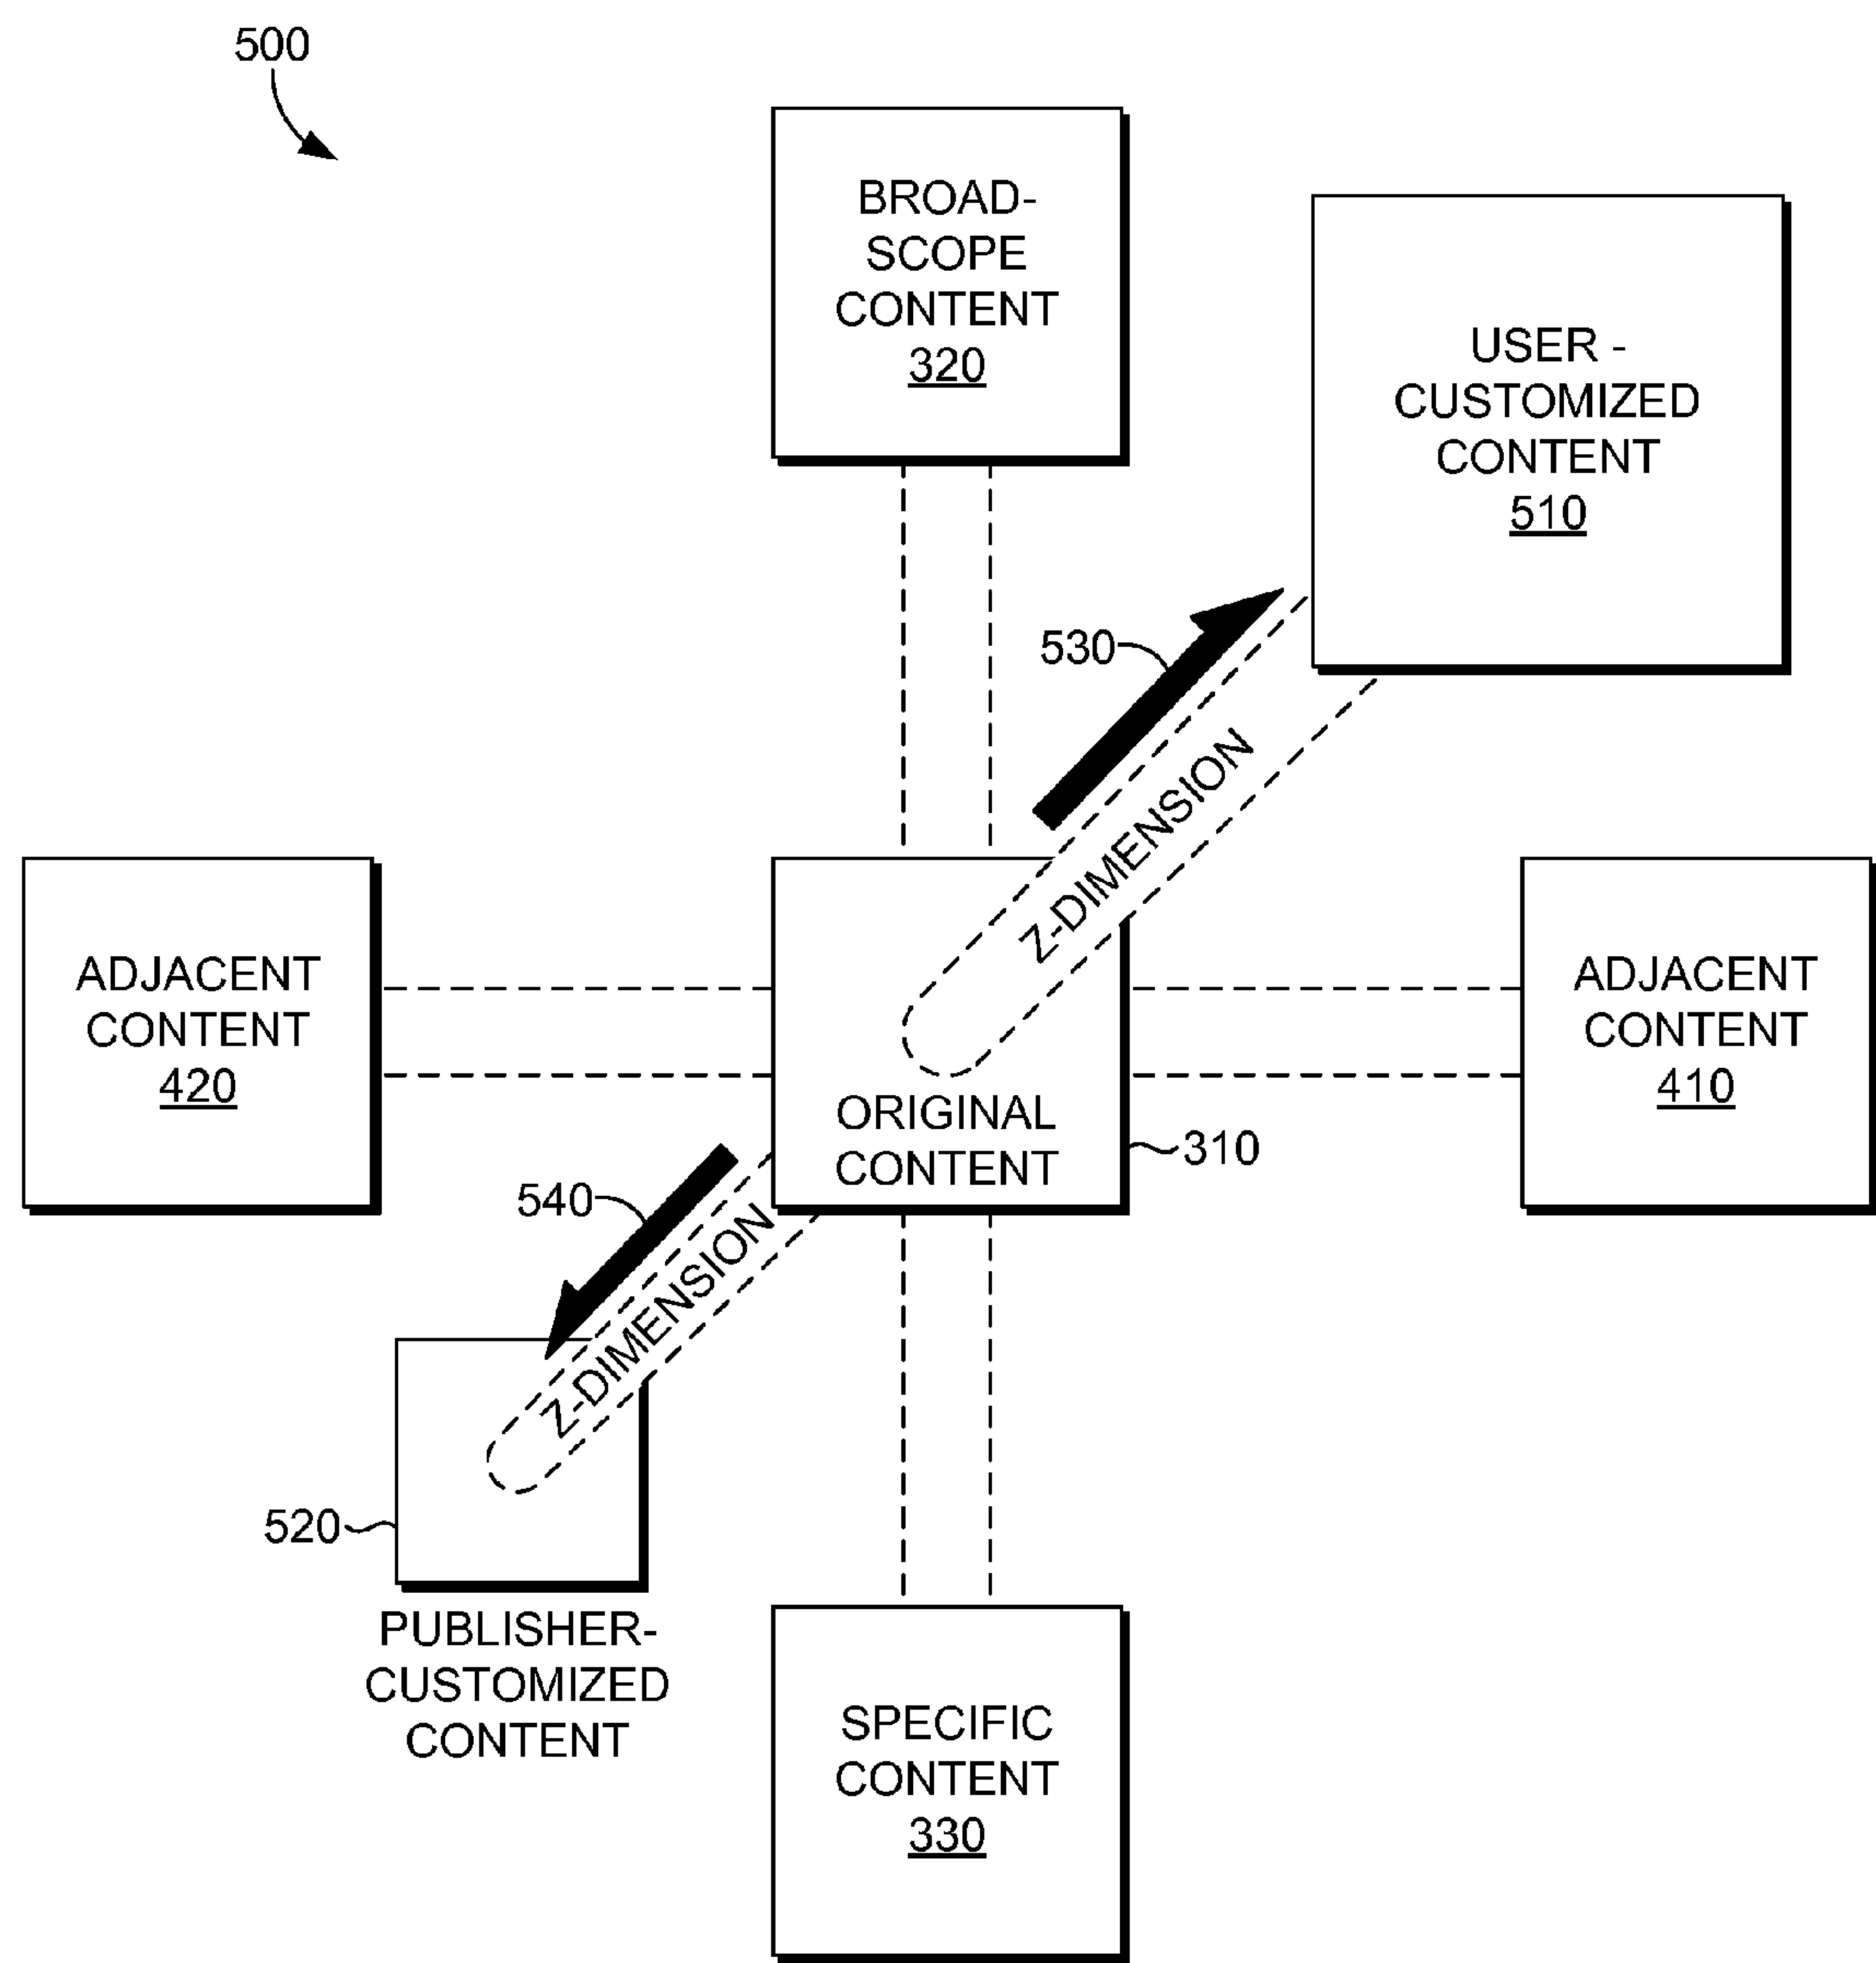 500
BROAD-
SCOPE
CONTENT
320
USER -
CUSTOMIZED
CONTENT
510
530
Z-DIMENSION
ADJACENT
CONTENT
420
ORIGINAL
CONTENT
310
ADJACENT
CONTENT
410
540
Z-DIMENSION
520
PUBLISHER-
CUSTOMIZED
CONTENT
SPECIFIC
CONTENT
330